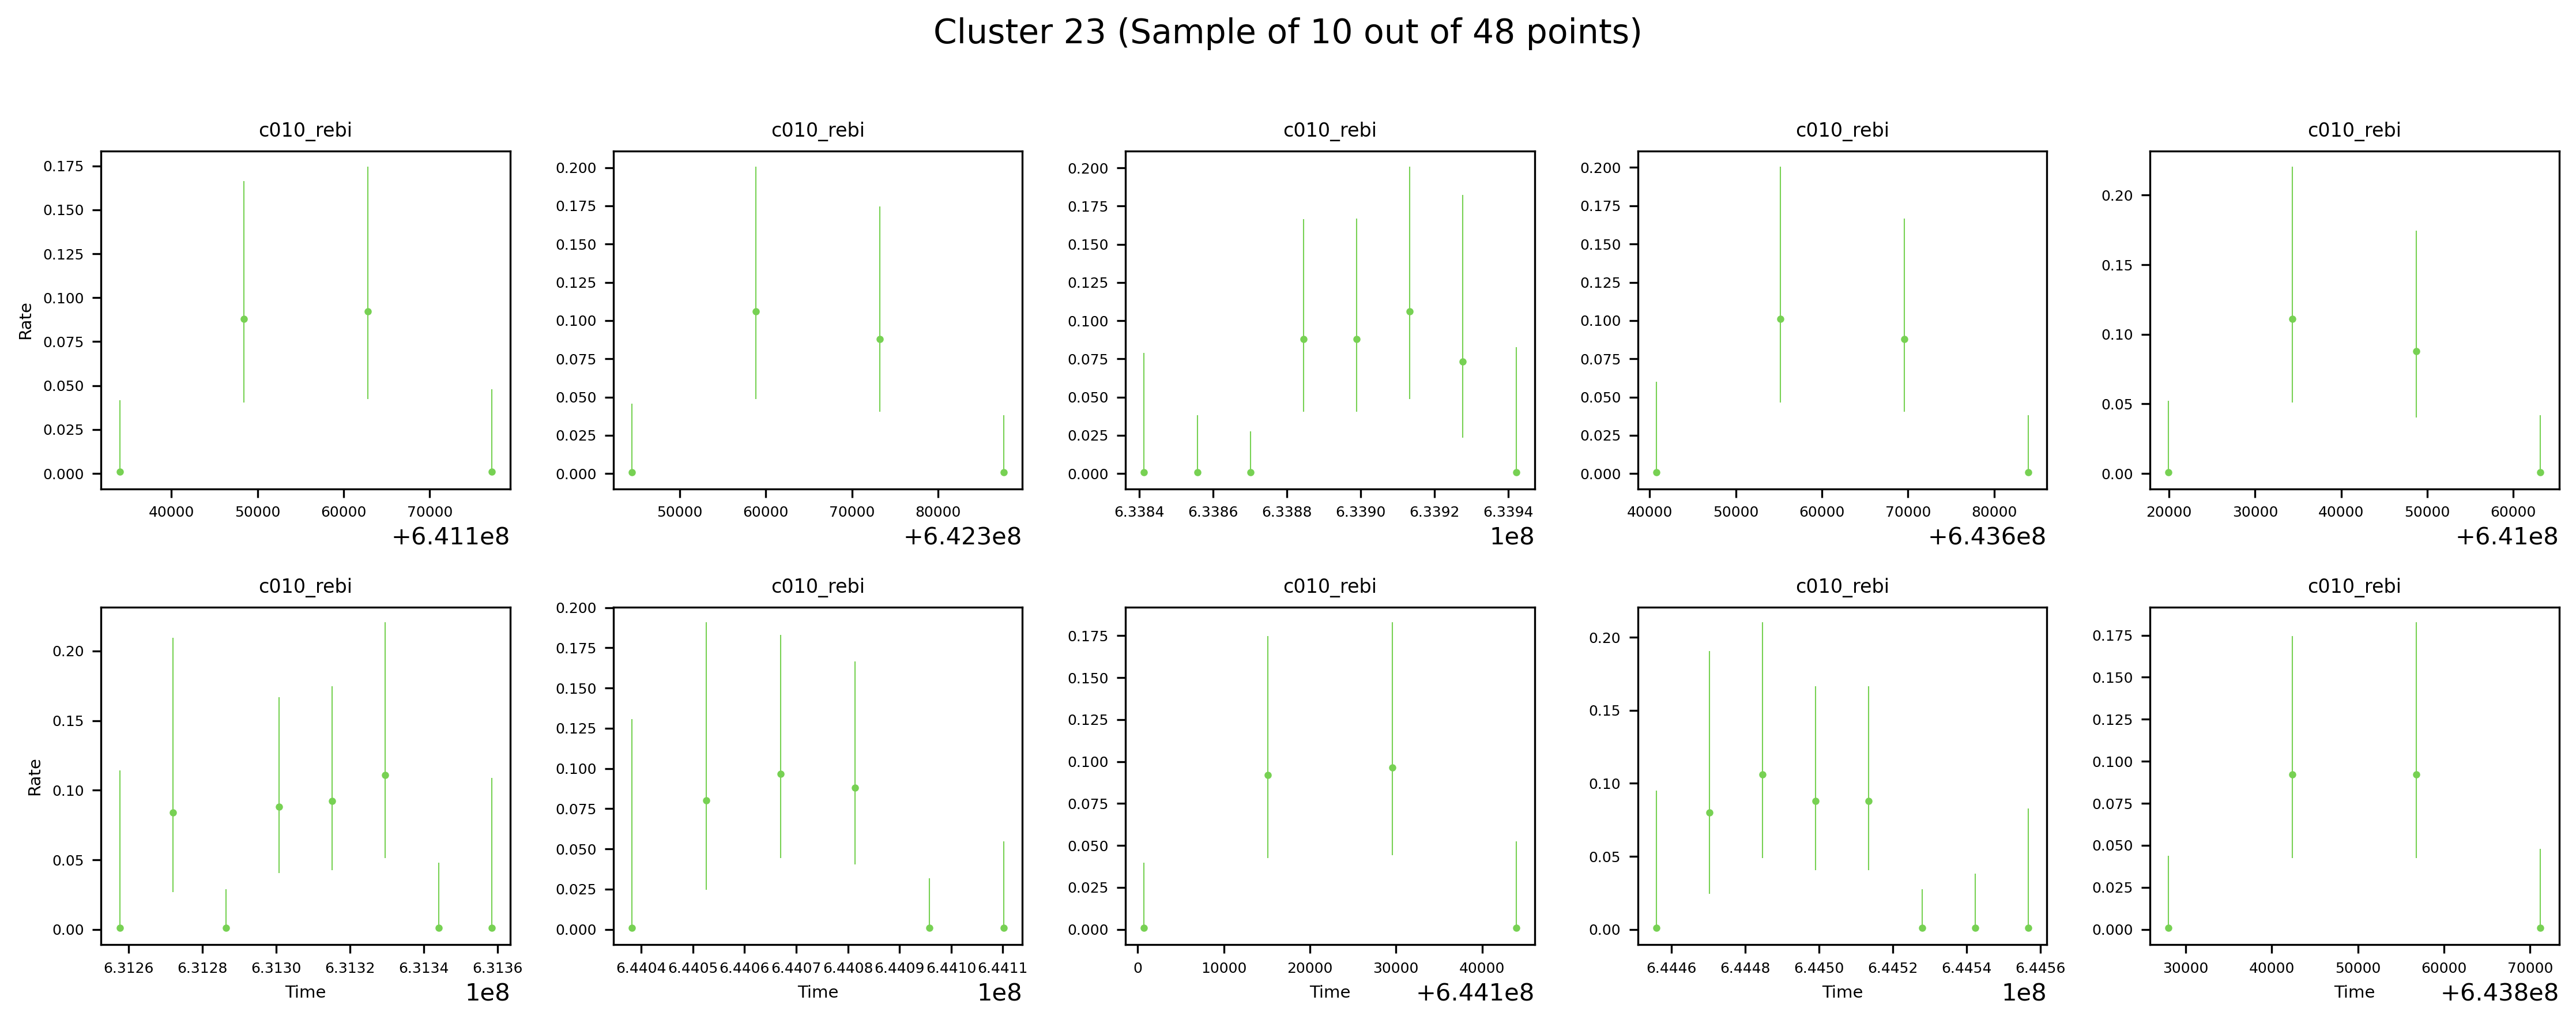 Cluster 23 (Sample of 10 out of 48 points)
c010_rebi c010_rebi c010_rebi c010_rebi c010_rebi
0.175 0.150 0.125 0.100 0.075 0.050 0.025 0.000
Rate
40000 50000 60000 70000
+6.411e8
0.200 0.175 0.150 0.125 0.100 0.075 0.050 0.025 0.000
50000 60000 70000 80000
+6.423e8
0.200 0.175 0.150 0.125 0.100 0.075 0.050 0.025 0.000
6.3384 6.3386 6.3388 6.3390 6.3392 6.3394
1e8
0.200 0.175 0.150 0.125 0.100 0.075 0.050 0.025 0.000
40000 50000 60000 70000 80000
+6.436e8
0.20 0.15 0.10 0.05 0.00
20000 30000 40000 50000 60000
+6.41e8
c010_rebi c010_rebi c010_rebi c010_rebi c010_rebi
0.20 0.15 0.10 0.05 0.00
Rate
6.3126 6.3128 6.3130 6.3132 6.3134 6.3136
Time 1e8
0.200 0.175 0.150 0.125 0.100 0.075 0.050 0.025 0.000
6.4404 6.4405 6.4406 6.4407 6.4408 6.4409 6.4410 6.4411
Time 1e8
0.175 0.150 0.125 0.100 0.075 0.050 0.025 0.000
0 10000 20000 30000 40000
Time +6.441e8
0.20 0.15 0.10 0.05 0.00
6.4446 6.4448 6.4450 6.4452 6.4454 6.4456
Time 1e8
0.175 0.150 0.125 0.100 0.075 0.050 0.025 0.000
30000 40000 50000 60000 70000
Time +6.438e8